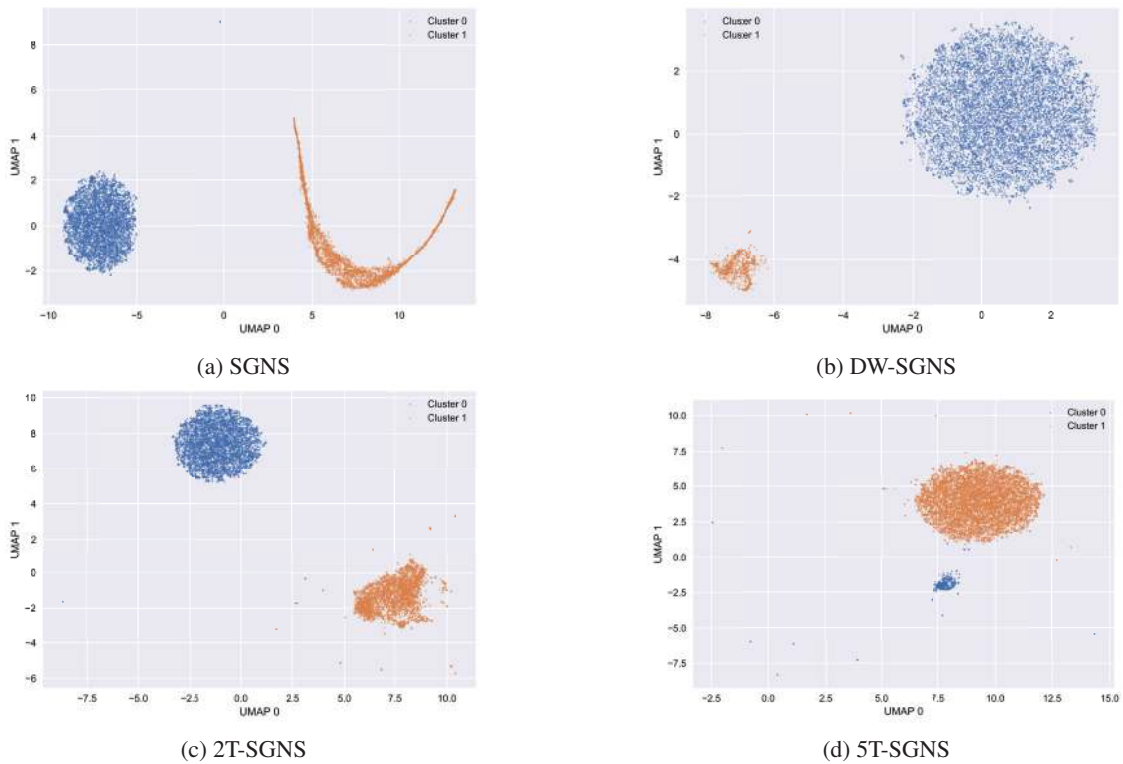 Cluster 0
Cluster 1
8
6
4
2
0
−2
UMAP 1
−10
−5
0
5
10
UMAP 0
(a) SGNS
Cluster 0
Cluster 1
2
0
−2
−4
UMAP 1
−8
−6
−4
−2
0
2
UMAP 0
(b) DW-SGNS
Cluster 0
Cluster 1
10
8
6
4
2
0
−2
−4
−6
UMAP 1
−7.5
−5.0
−2.5
0.0
2.5
5.0
7.5
10.0
UMAP 0
(c) 2T-SGNS
Cluster 0
Cluster 1
10.0
7.5
5.0
2.5
0.0
−2.5
−5.0
−7.5
UMAP 1
−2.5
0.0
2.5
5.0
7.5
10.0
12.5
15.0
UMAP 0
(d) 5T-SGNS